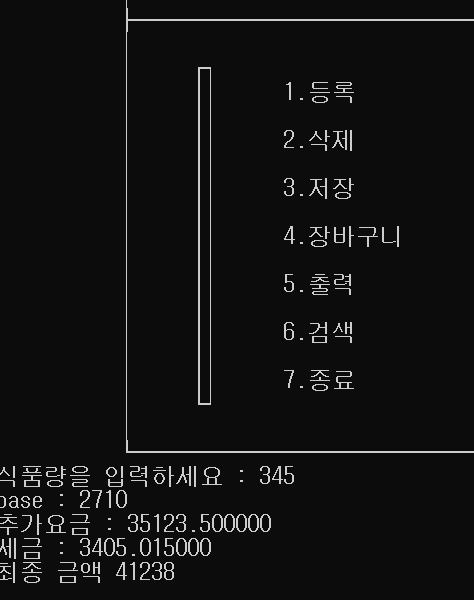 1.등록
2.삭제
3.저장
4.장바구니
5.출력
6.검색
7.종료
식품량을 입력하세요 : 345
base : 2710
추가요금 : 35123.500000
세금 : 3405.015000
최종 금액 41238